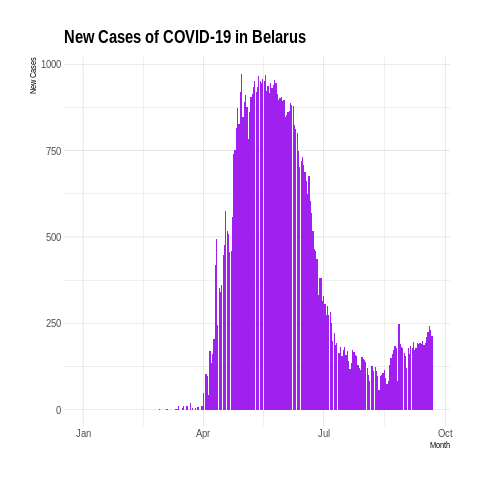 New Cases of COVID-19 in Belarus
New Cases
1000
750
500
250
0
Jan Apr Jul Oct
Month